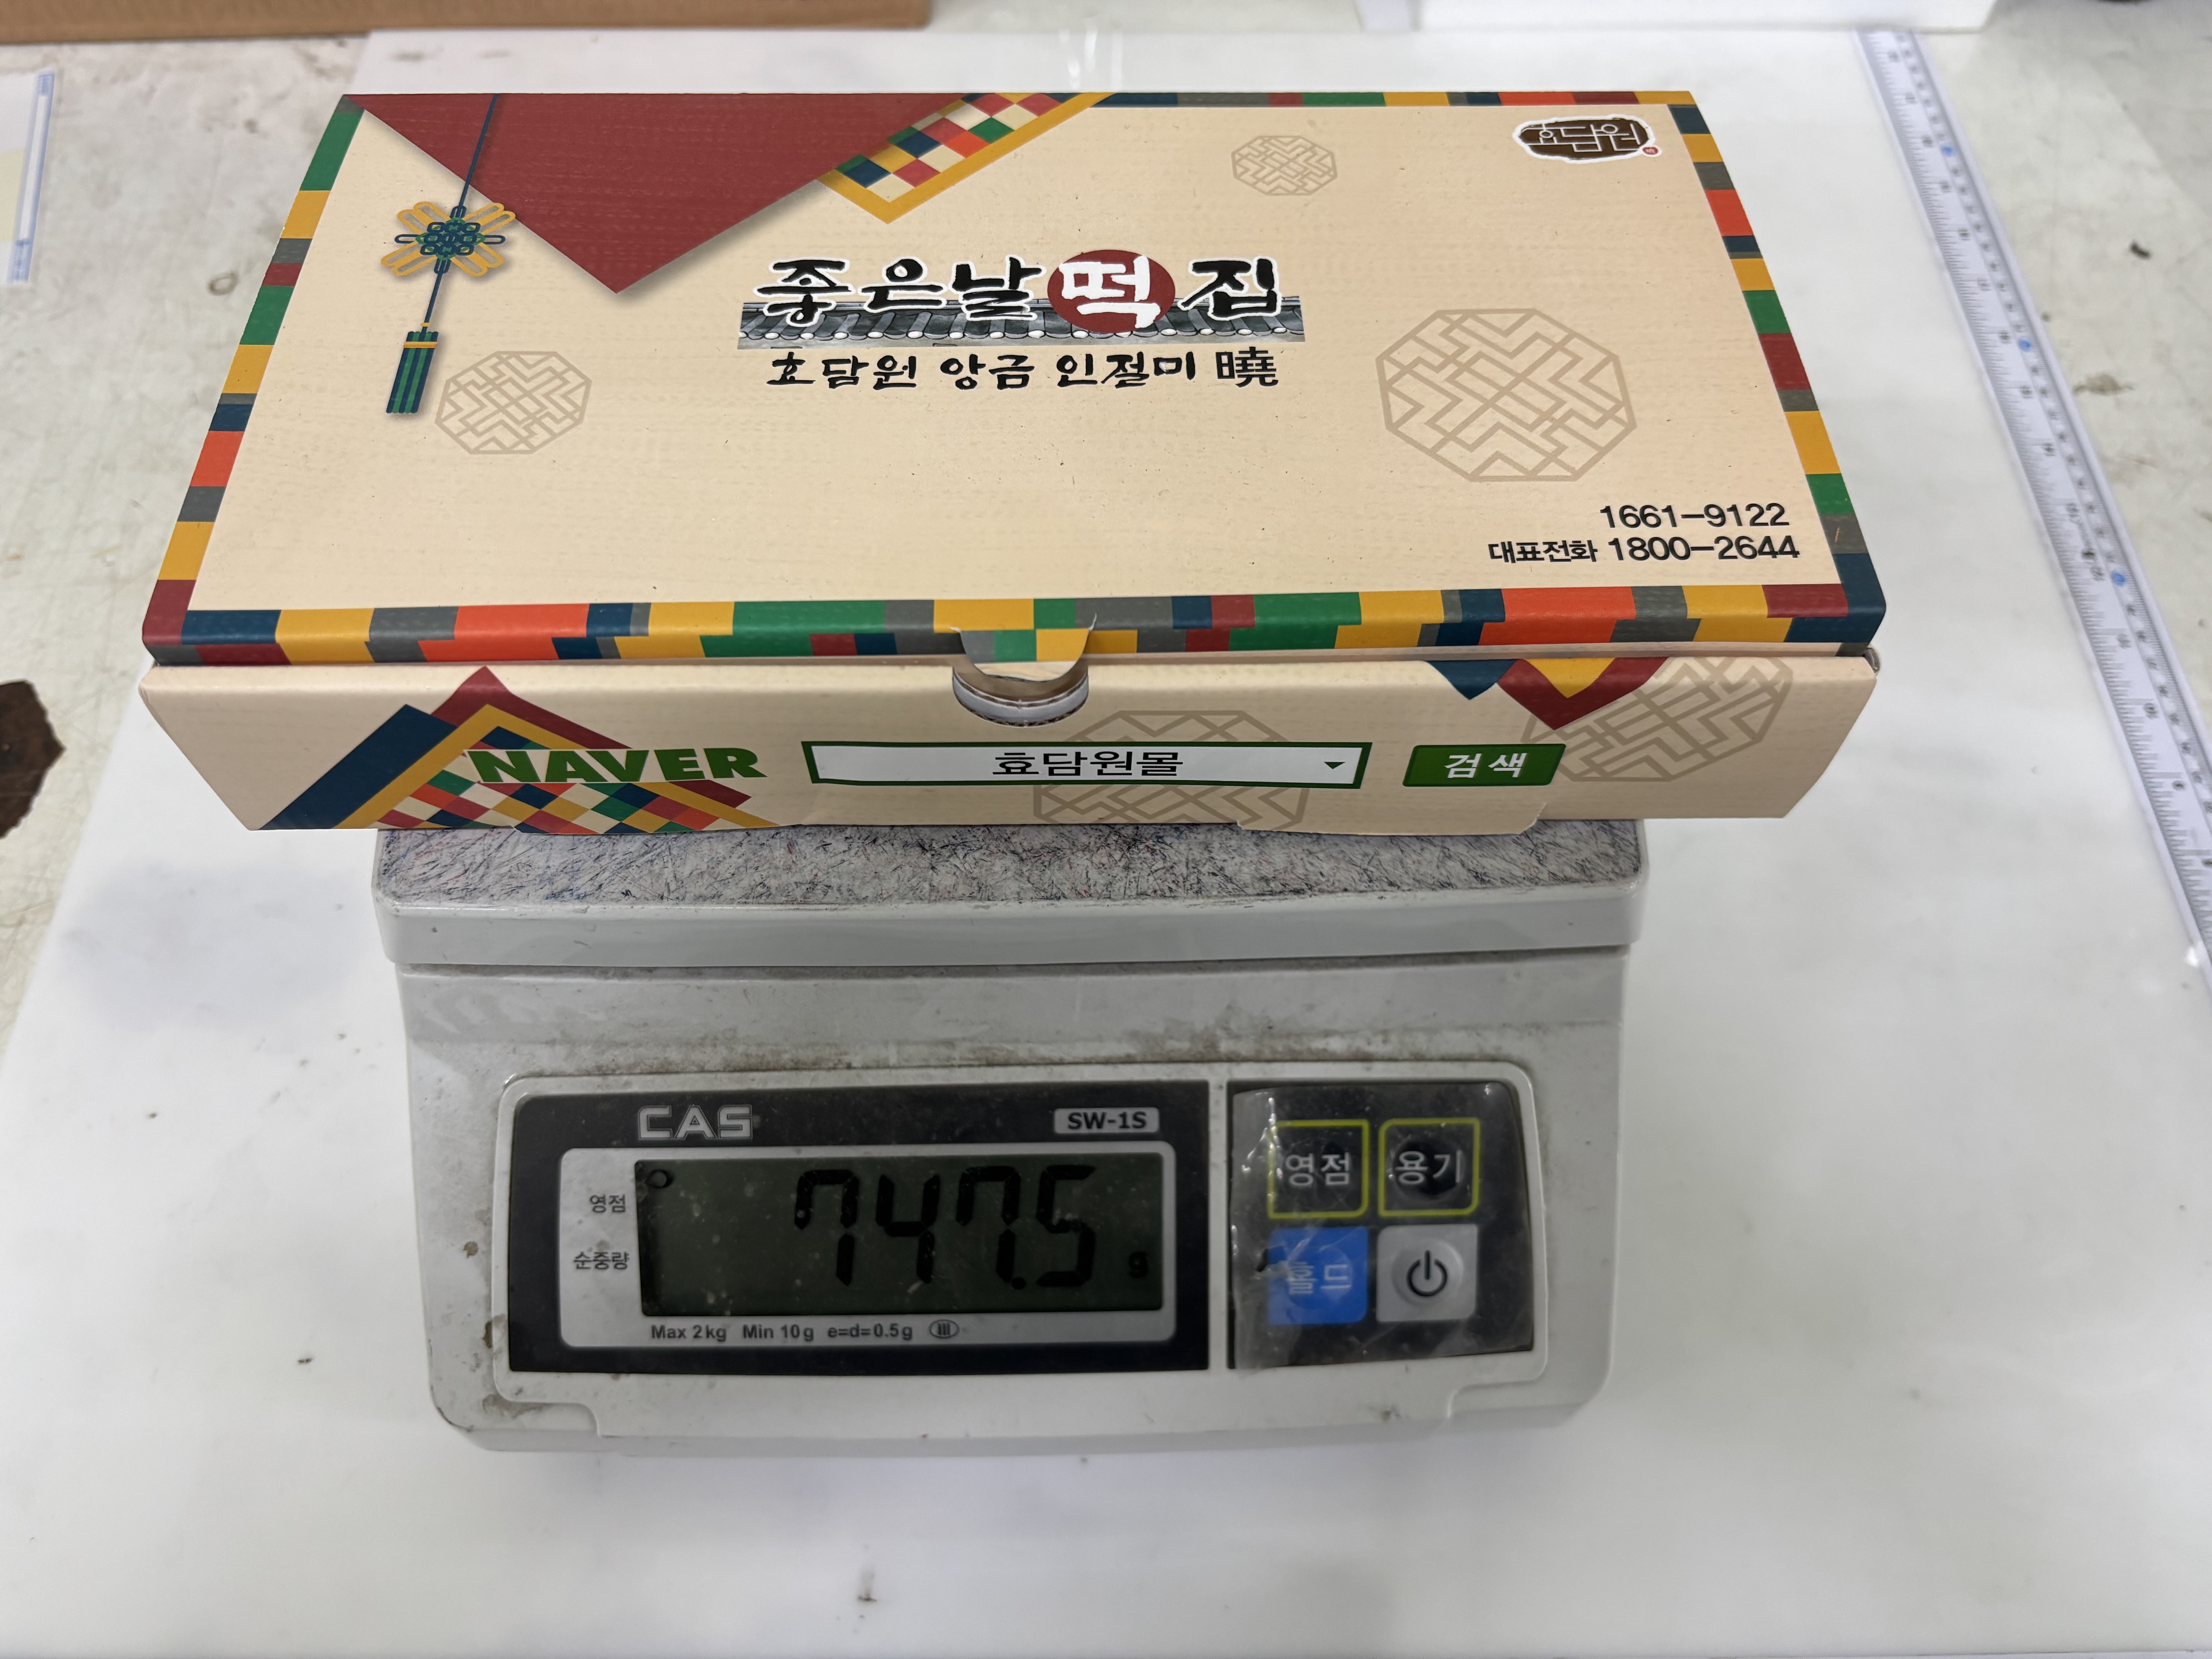 효담원
좋은날떡집
효담원 앙금 인절미 曉
1661-9122
대표전화 1800-2644
NAVER 효담원몰 검색
CAS SW-1S
영점 747.5 g
순중량
Max 2kg Min 10g e=d=0.5g III
영점 용기
홀드